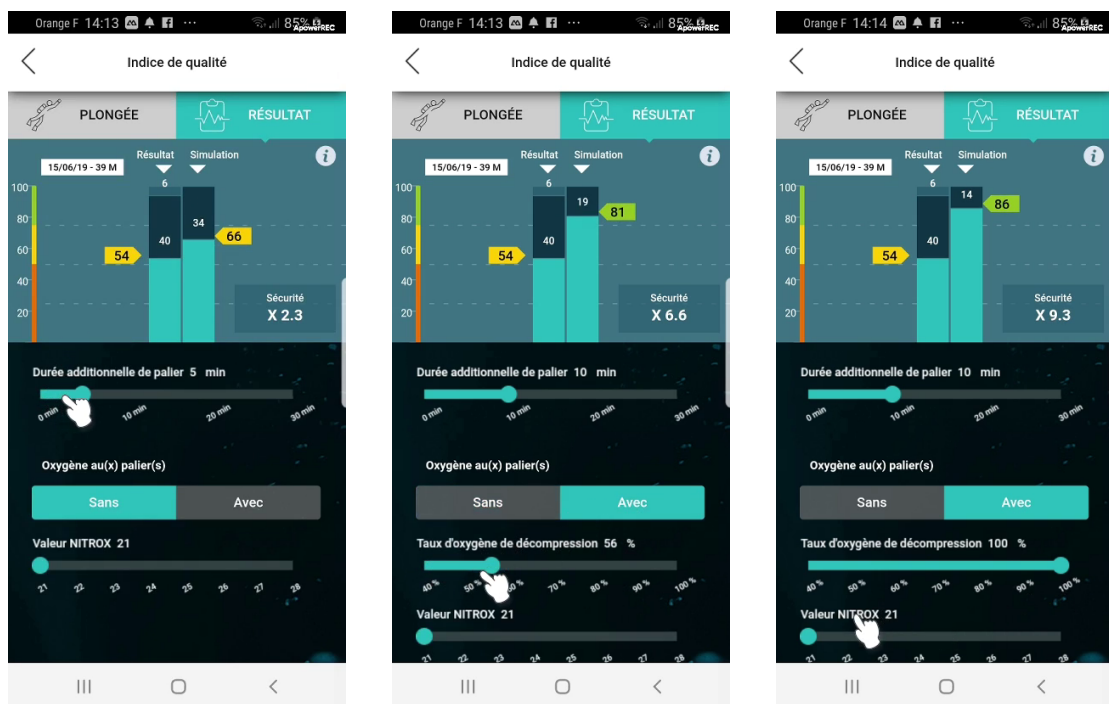 Orange F 14:13 85%
ApowerREC
Indice de qualité
PLONGÉE RÉSULTAT
Résultat Simulation
15/06/19 - 39 M
6
100
34
80
66
40
60
54
40
Sécurité
20
X 2.3
Durée additionnelle de palier 5 min
0 min 10 min 20 min 30 min
Oxygène au(x) palier(s)
Sans Avec
Valeur NITROX 21
21 22 23 24 25 26 27 28
Orange F 14:13 85%
ApowerREC
Indice de qualité
PLONGÉE RÉSULTAT
Résultat Simulation
15/06/19 - 39 M
6
100
19
81
80
40
60
54
40
Sécurité
20
X 6.6
Durée additionnelle de palier 10 min
0 min 10 min 20 min 30 min
Oxygène au(x) palier(s)
Sans Avec
Taux d'oxygène de décompression 56 %
40 % 50 % 70 % 80 % 90 % 100 %
Valeur NITROX 21
21 22 23 24 25 26 27 28
Orange F 14:14 85%
ApowerREC
Indice de qualité
PLONGÉE RÉSULTAT
Résultat Simulation
15/06/19 - 39 M
6
100
14
86
80
40
60
54
40
Sécurité
20
X 9.3
Durée additionnelle de palier 10 min
0 min 10 min 20 min 30 min
Oxygène au(x) palier(s)
Sans Avec
Taux d'oxygène de décompression 100 %
40 % 50 % 60 % 70 % 80 % 90 % 100 %
Valeur NITROX 21
21 22 23 24 25 26 27 28